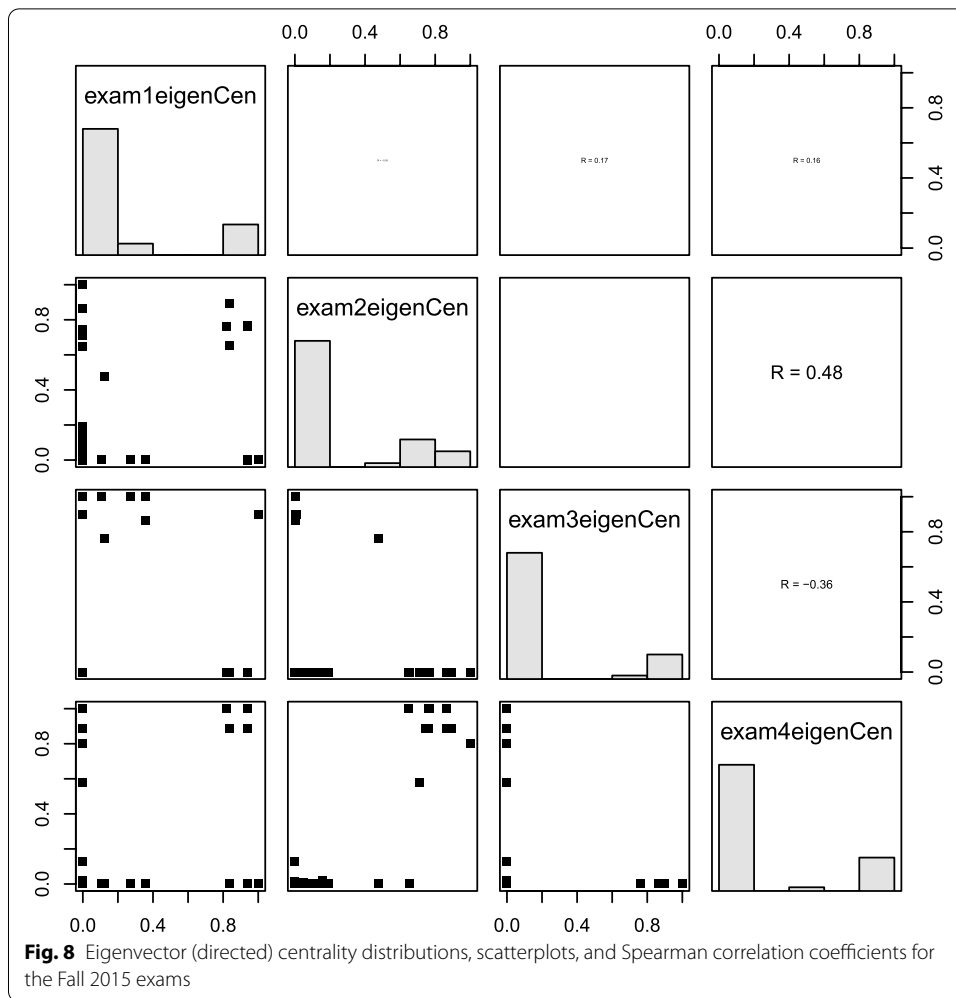 0.0 0.4 0.8 0.0 0.4 0.8
exam1eigenCen
R = 0.17
R = 0.16
0.0 0.4 0.8
0.0 0.4 0.8
exam2eigenCen
R = 0.48
exam3eigenCen
R = −0.36
0.0 0.4 0.8
0.0 0.4 0.8
exam4eigenCen
0.0 0.4 0.8 0.0 0.4 0.8
Fig. 8 Eigenvector (directed) centrality distributions, scatterplots, and Spearman correlation coefficients for
the Fall 2015 exams